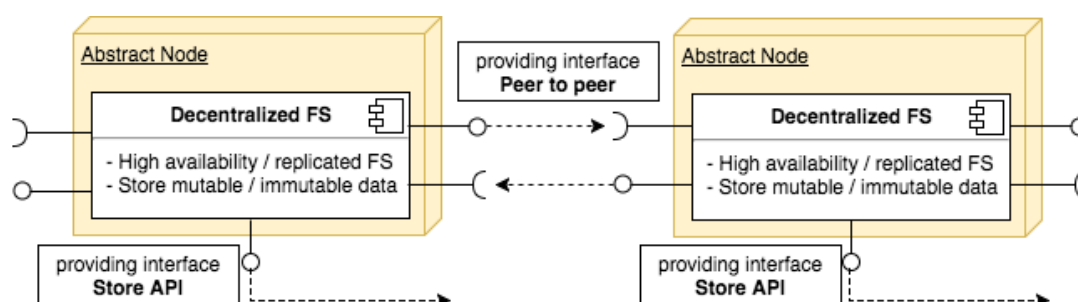 Abstract Node
Decentralized FS
- High availability / replicated FS
- Store mutable / immutable data
providing interface
Store API
providing interface
Peer to peer
Abstract Node
Decentralized FS
- High availability / replicated FS
- Store mutable / immutable data
providing interface
Store API